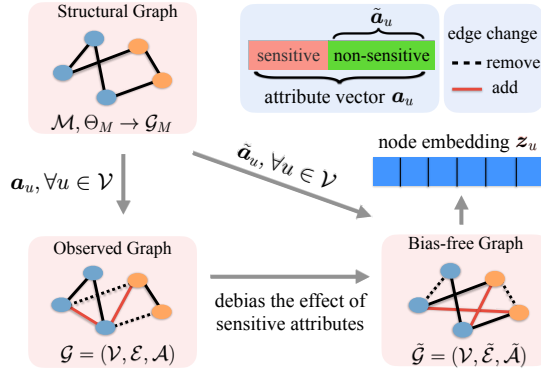 Structural Graph
ℳ, Θ_M → 𝒢_M
ã_u
sensitive non-sensitive
attribute vector a_u
edge change
remove
add
a_u, ∀u ∈ 𝒱
ã_u, ∀u ∈ 𝒱
node embedding z_u
Observed Graph
𝒢 = (𝒱, ℰ, 𝒜)
debias the effect of
sensitive attributes
Bias-free Graph
𝒢̃ = (𝒱, ℰ̃, 𝒜̃)